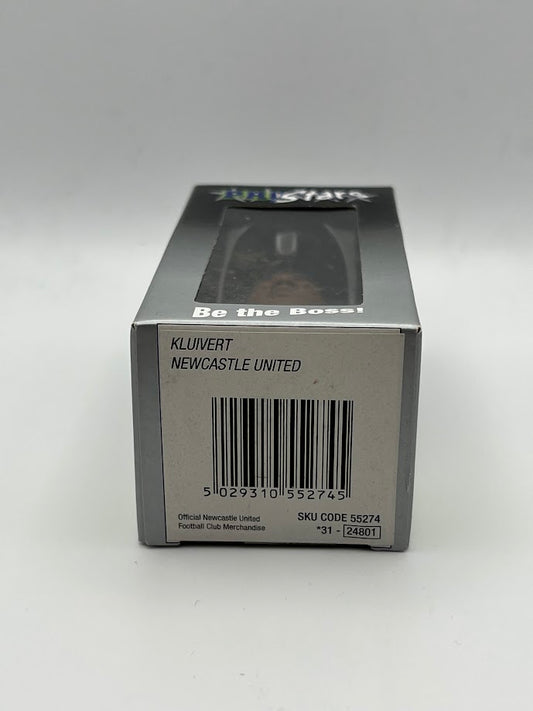 Stars
Be the Boss!
KLUIVERT
NEWCASTLE UNITED
5 029310 552745
Official Newcastle United
Football Club Merchandise
SKU CODE 55274
*31 - 24801